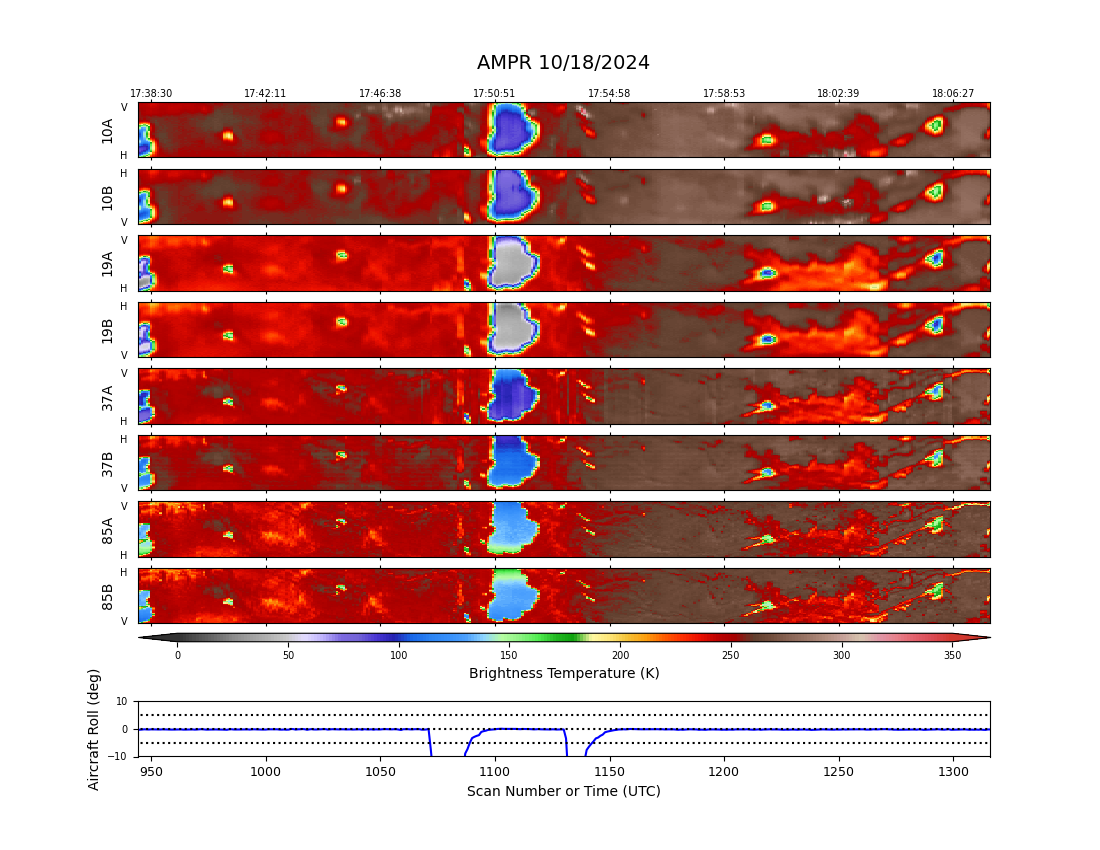 AMPR 10/18/2024
17:38:30 17:42:11 17:46:38 17:50:51 17:54:58 17:58:53 18:02:39 18:06:27
V
10A
H
H
10B
V
V
19A
H
H
19B
V
V
37A
H
H
37B
V
V
85A
H
H
85B
V
0 50 100 150 200 250 300 350
Brightness Temperature (K)
Aircraft Roll (deg)
10
0
−10
950 1000 1050 1100 1150 1200 1250 1300
Scan Number or Time (UTC)